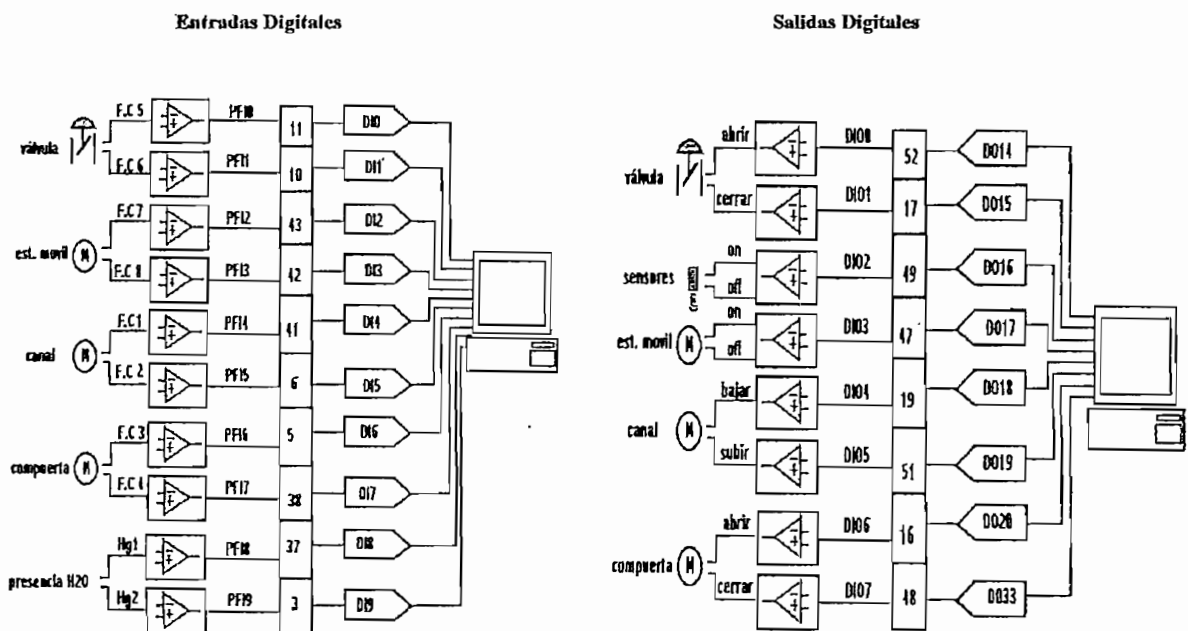 Entradas Digitales
Salidas Digitales
válvula
F.C 5
PFI0
11
DI0
F.C 6
PFI1
10
DI1
est. movil
M
F.C 7
PFI2
43
DI2
F.C 8
PFI3
42
DI3
canal
M
F.C 1
PFI4
41
DI4
F.C 2
PFI5
6
DI5
compuerta
M
F.C 3
PFI6
5
DI6
F.C 4
PFI7
38
DI7
presencia H2O
Hg1
PFI8
37
DI8
Hg2
PFI9
3
DI9
válvula
abrir
DIO0
52
DO14
cerrar
DIO1
17
DO15
sensores
on
off
DIO2
49
DO16
est. movil
M
on
off
DIO3
47
DO17
canal
M
bajar
DIO4
19
DO18
subir
DIO5
51
DO19
compuerta
M
abrir
DIO6
16
DO20
cerrar
DIO7
48
DO33